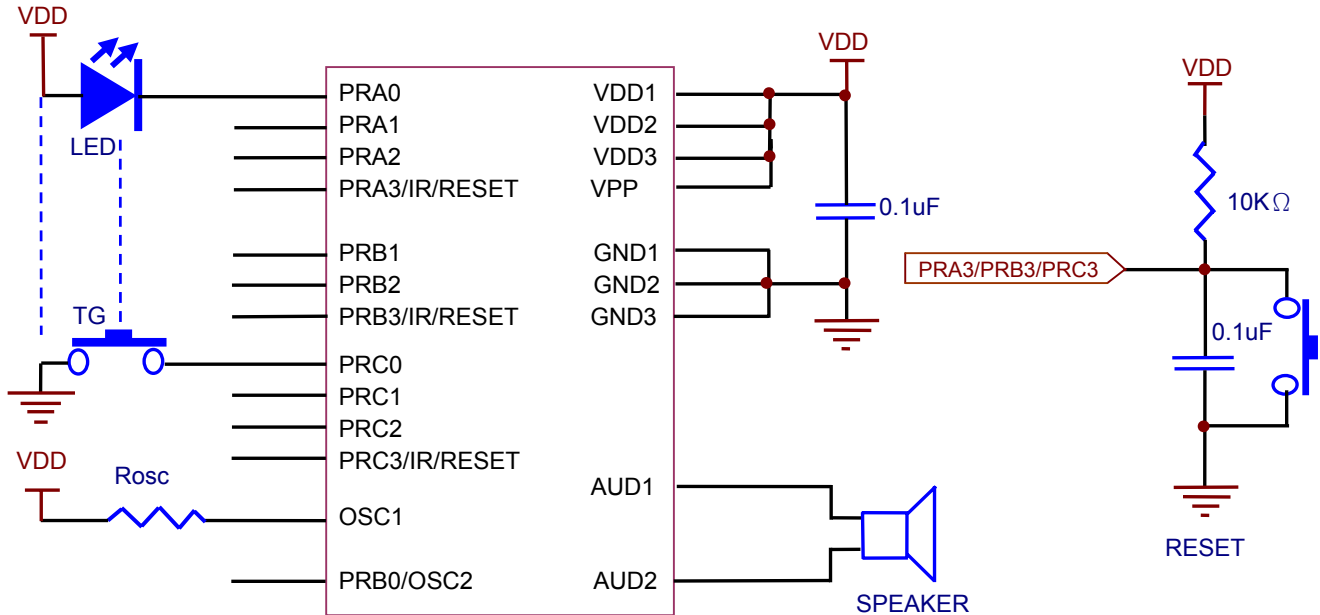 VDD
LED
TG
VDD
Rosc
PRA0
PRA1
PRA2
PRA3/IR/RESET
PRB1
PRB2
PRB3/IR/RESET
PRC0
PRC1
PRC2
PRC3/IR/RESET
OSC1
PRB0/OSC2
VDD1
VDD2
VDD3
VPP
GND1
GND2
GND3
AUD1
AUD2
VDD
0.1uF
SPEAKER
VDD
10KΩ
PRA3/PRB3/PRC3
0.1uF
RESET